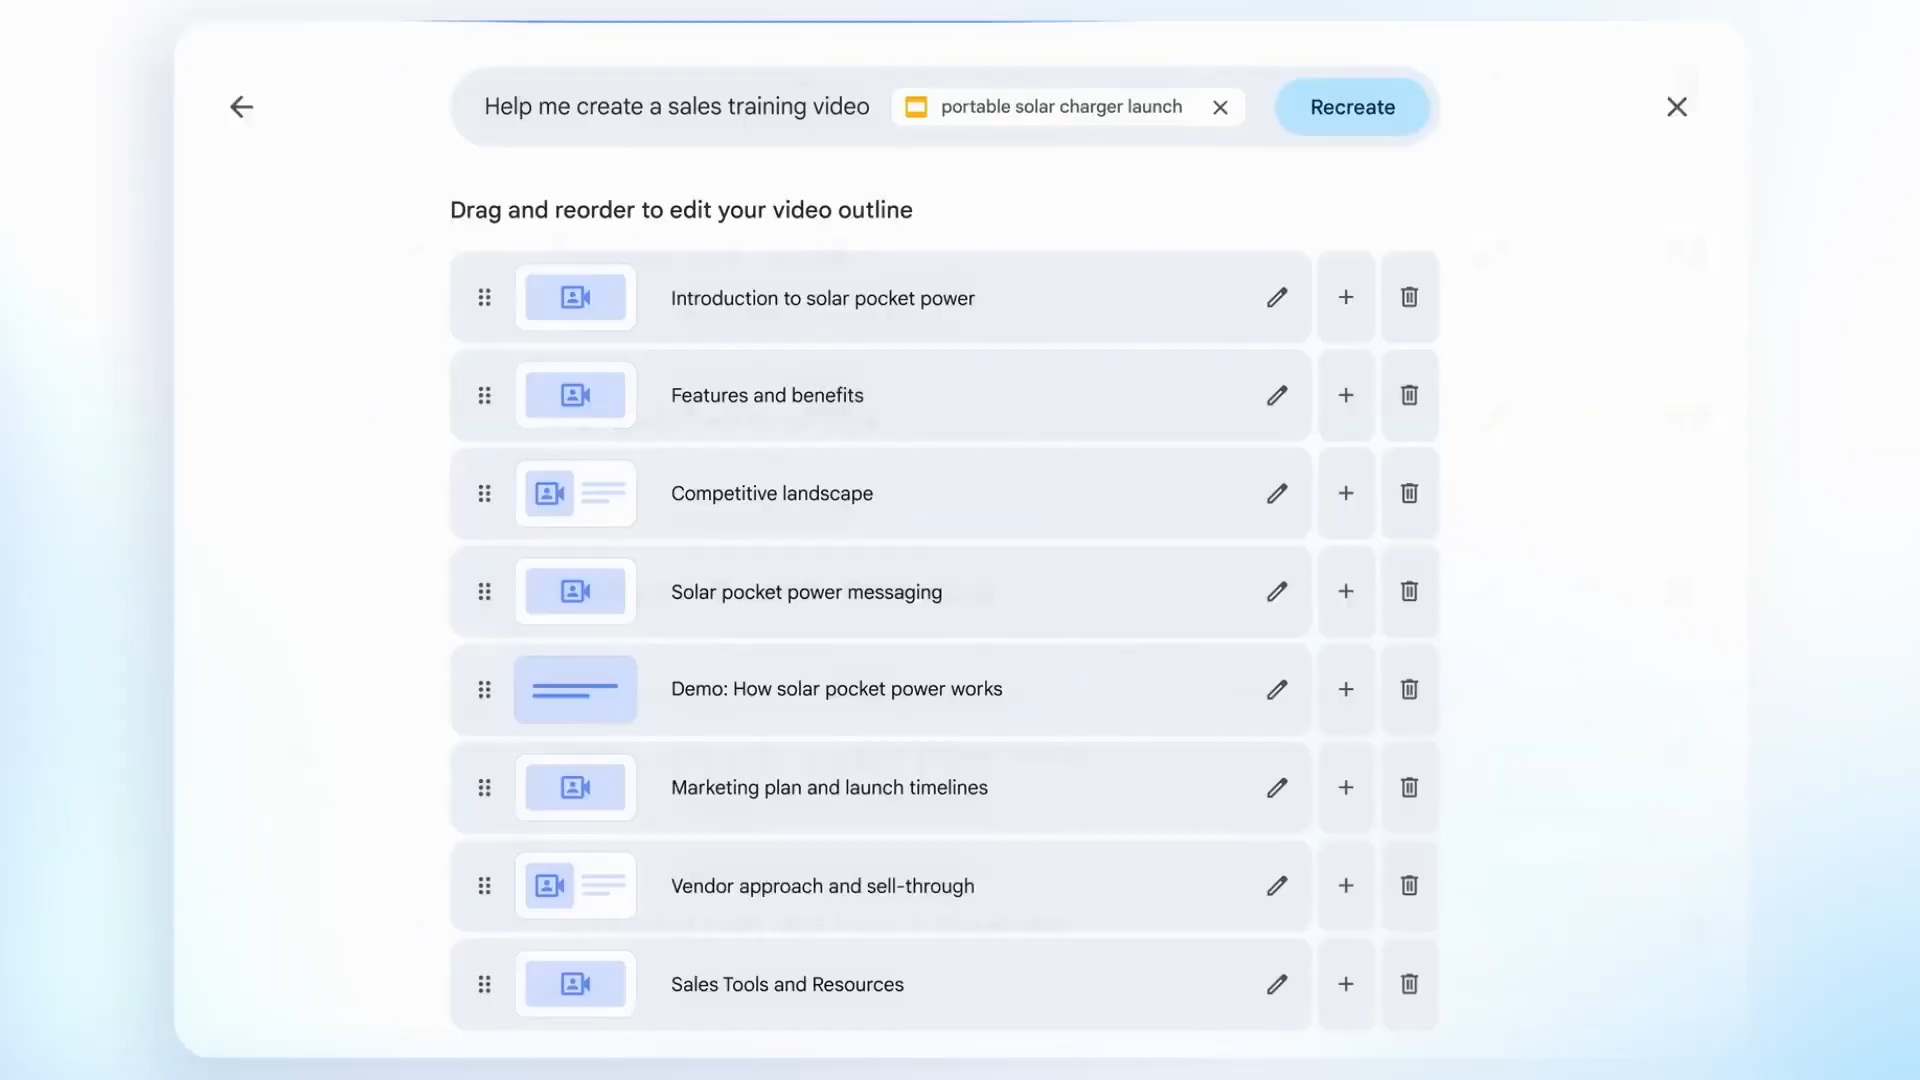 Help me create a sales training video
portable solar charger launch
Recreate
Drag and reorder to edit your video outline
Introduction to solar pocket power
Features and benefits
Competitive landscape
Solar pocket power messaging
Demo: How solar pocket power works
Marketing plan and launch timelines
Vendor approach and sell-through
Sales Tools and Resources